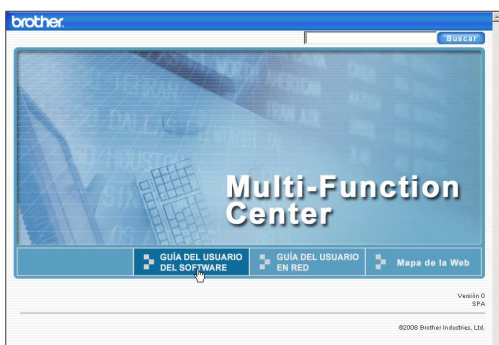 brother.
Buscar
Multi-Function
Center
GUÍA DEL USUARIO
DEL SOFTWARE
GUÍA DEL USUARIO
EN RED
Mapa de la Web
Versión 0
SPA
©2008 Brother Industries, Ltd.